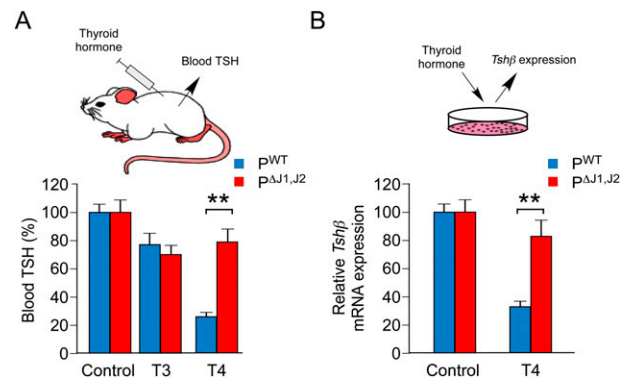 A
Thyroid
hormone
Blood TSH
P^WT
P^ΔJ1,J2
Blood TSH (%)
120
100
80
60
40
20
0
**
Control
T3
T4
B
Thyroid
hormone
Tshβ expression
P^WT
P^ΔJ1,J2
Relative Tshβ
mRNA expression
120
100
80
60
40
20
0
**
Control
T4